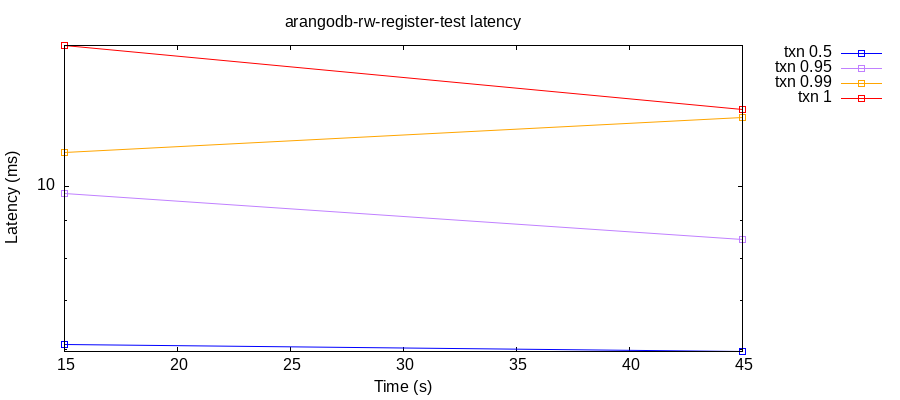 arangodb-rw-register-test latency
txn 0.5
txn 0.95
txn 0.99
txn 1
Latency (ms)
10
15 20 25 30 35 40 45
Time (s)